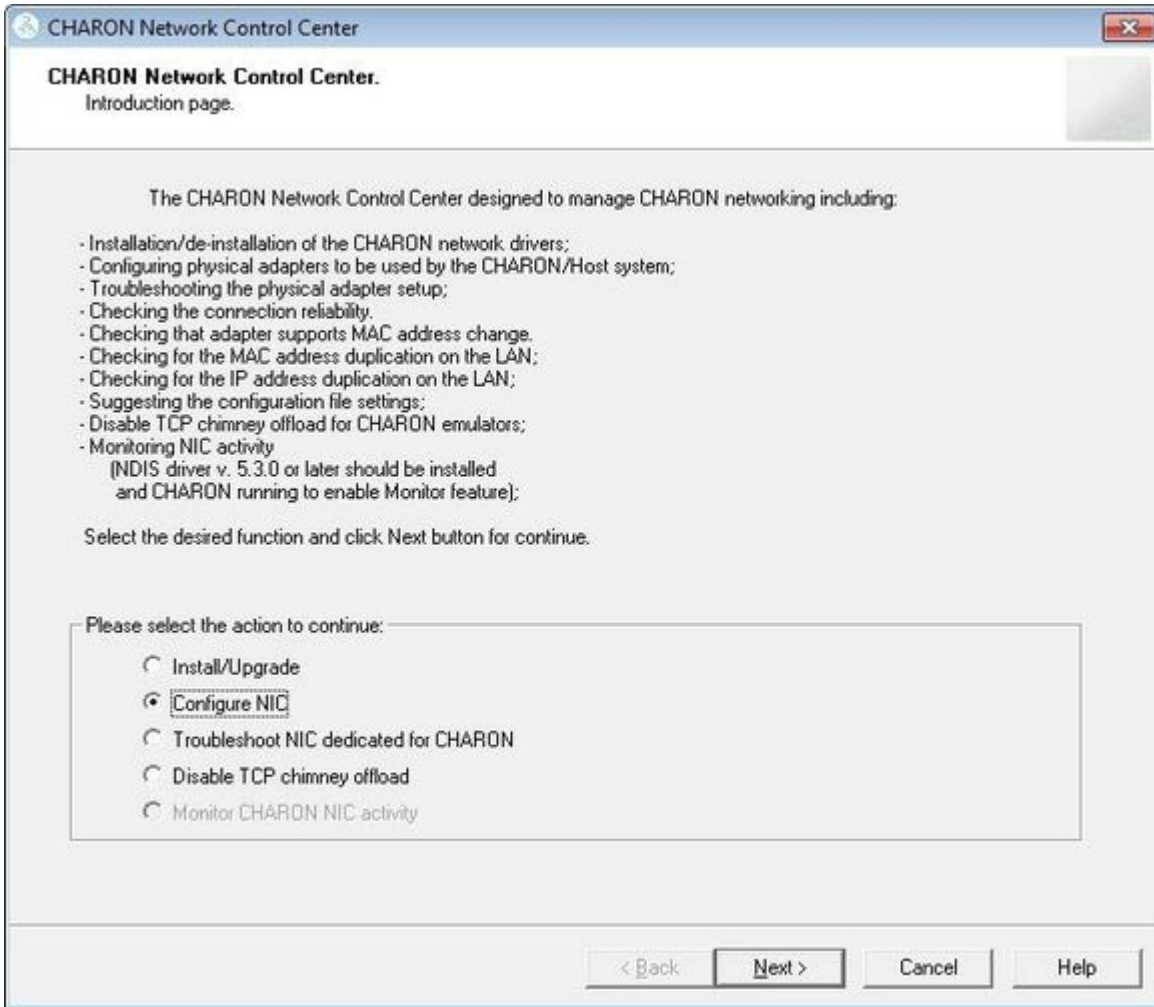 CHARON Network Control Center
CHARON Network Control Center.
Introduction page.
The CHARON Network Control Center designed to manage CHARON networking including:
- Installation/de-installation of the CHARON network drivers;
- Configuring physical adapters to be used by the CHARON/Host system;
- Troubleshooting the physical adapter setup;
- Checking the connection reliability.
- Checking that adapter supports MAC address change.
- Checking for the MAC address duplication on the LAN;
- Checking for the IP address duplication on the LAN;
- Suggesting the configuration file settings;
- Disable TCP chimney offload for CHARON emulators;
- Monitoring NIC activity
(NDIS driver v. 5.3.0 or later should be installed
and CHARON running to enable Monitor feature);
Select the desired function and click Next button for continue.
Please select the action to continue:
Install/Upgrade
Configure NIC
Troubleshoot NIC dedicated for CHARON
Disable TCP chimney offload
Monitor CHARON NIC activity
< Back Next > Cancel Help